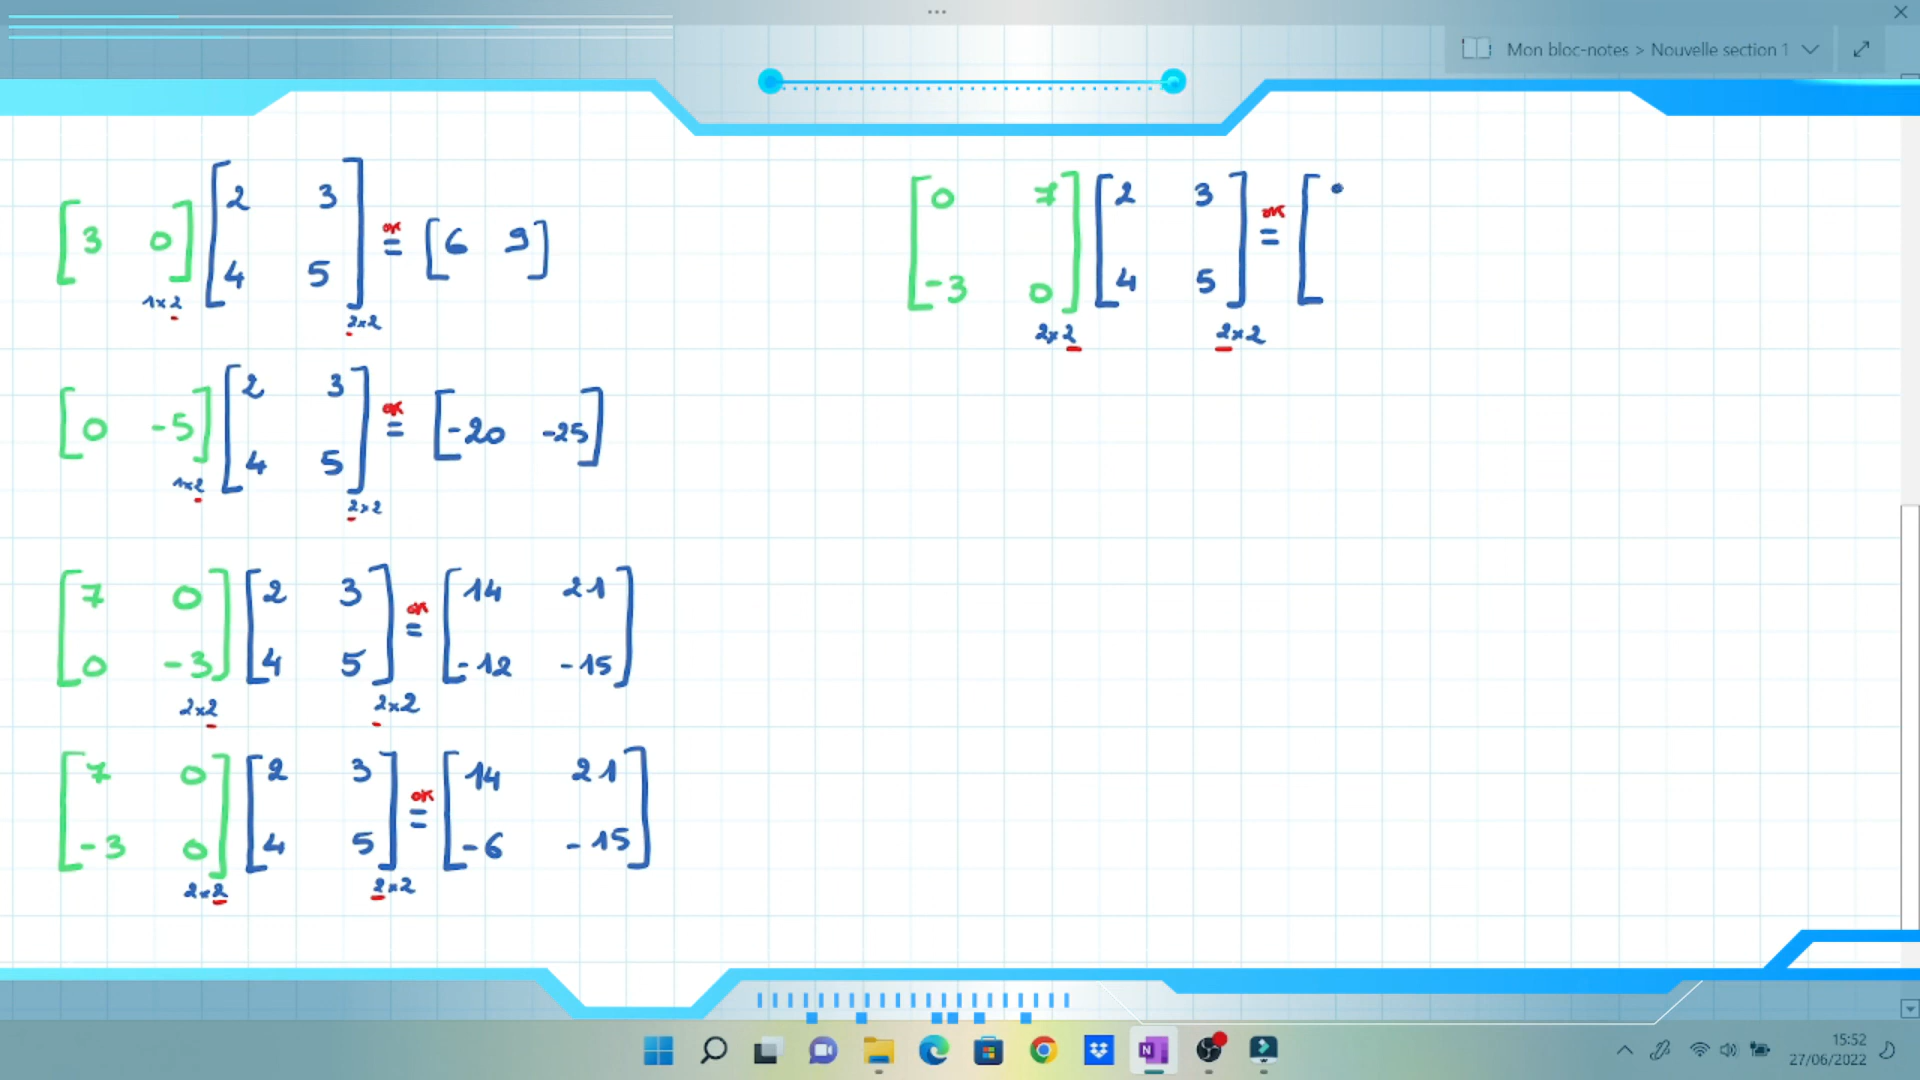 ...
Mon bloc-notes > Nouvelle section 1
[3 0] [2 3
4 5] = [6 9]
ok
1×2
2×2
[0 -5] [2 3
4 5] = [-20 -25]
ok
1×2
2×2
[7 0
0 -3] [2 3
4 5] = [14 21
-12 -15]
ok
2×2
2×2
[7 0
-3 0] [2 3
4 5] = [14 21
-6 -15]
ok
2×2
2×2
[0 7
-3 0] [2 3
4 5] = [
ok
2×2
2×2
15:52
27/06/2022